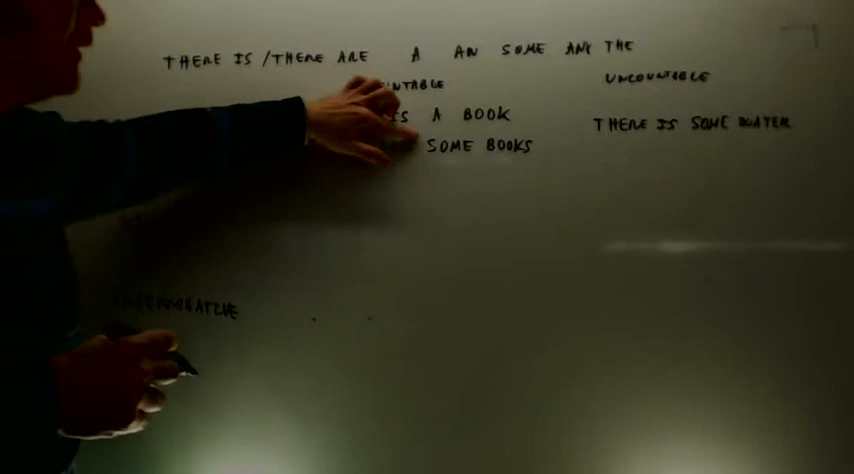 THERE IS / THERE ARE A AN SOME ANY THE
UNCOUNTABLE
A BOOK
THERE IS SOME WATER
SOME BOOKS